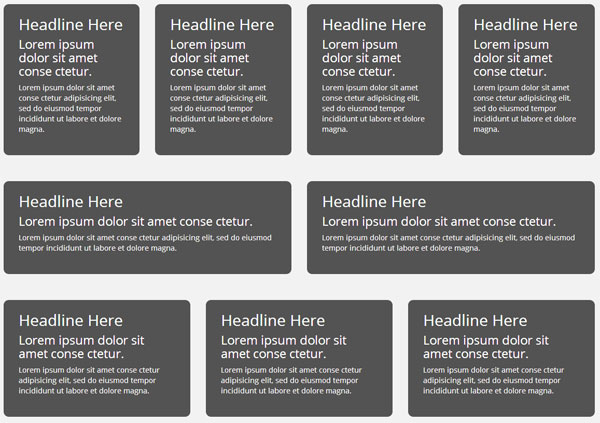 Headline Here
Lorem ipsum
dolor sit amet
conse ctetur.
Lorem ipsum dolor sit amet
conse ctetur adipisicing elit,
sed do eiusmod tempor
incididunt ut labore et dolore
magna.
Headline Here
Lorem ipsum
dolor sit amet
conse ctetur.
Lorem ipsum dolor sit amet
conse ctetur adipisicing elit,
sed do eiusmod tempor
incididunt ut labore et dolore
magna.
Headline Here
Lorem ipsum
dolor sit amet
conse ctetur.
Lorem ipsum dolor sit amet
conse ctetur adipisicing elit,
sed do eiusmod tempor
incididunt ut labore et dolore
magna.
Headline Here
Lorem ipsum
dolor sit amet
conse ctetur.
Lorem ipsum dolor sit amet
conse ctetur adipisicing elit,
sed do eiusmod tempor
incididunt ut labore et dolore
magna.
Headline Here
Lorem ipsum dolor sit amet conse ctetur.
Lorem ipsum dolor sit amet conse ctetur adipisicing elit, sed do eiusmod
tempor incididunt ut labore et dolore magna.
Headline Here
Lorem ipsum dolor sit amet conse ctetur.
Lorem ipsum dolor sit amet conse ctetur adipisicing elit, sed do eiusmod
tempor incididunt ut labore et dolore magna.
Headline Here
Lorem ipsum dolor sit
amet conse ctetur.
Lorem ipsum dolor sit amet conse ctetur
adipisicing elit, sed do eiusmod tempor
incididunt ut labore et dolore magna.
Headline Here
Lorem ipsum dolor sit
amet conse ctetur.
Lorem ipsum dolor sit amet conse ctetur
adipisicing elit, sed do eiusmod tempor
incididunt ut labore et dolore magna.
Headline Here
Lorem ipsum dolor sit
amet conse ctetur.
Lorem ipsum dolor sit amet conse ctetur
adipisicing elit, sed do eiusmod tempor
incididunt ut labore et dolore magna.